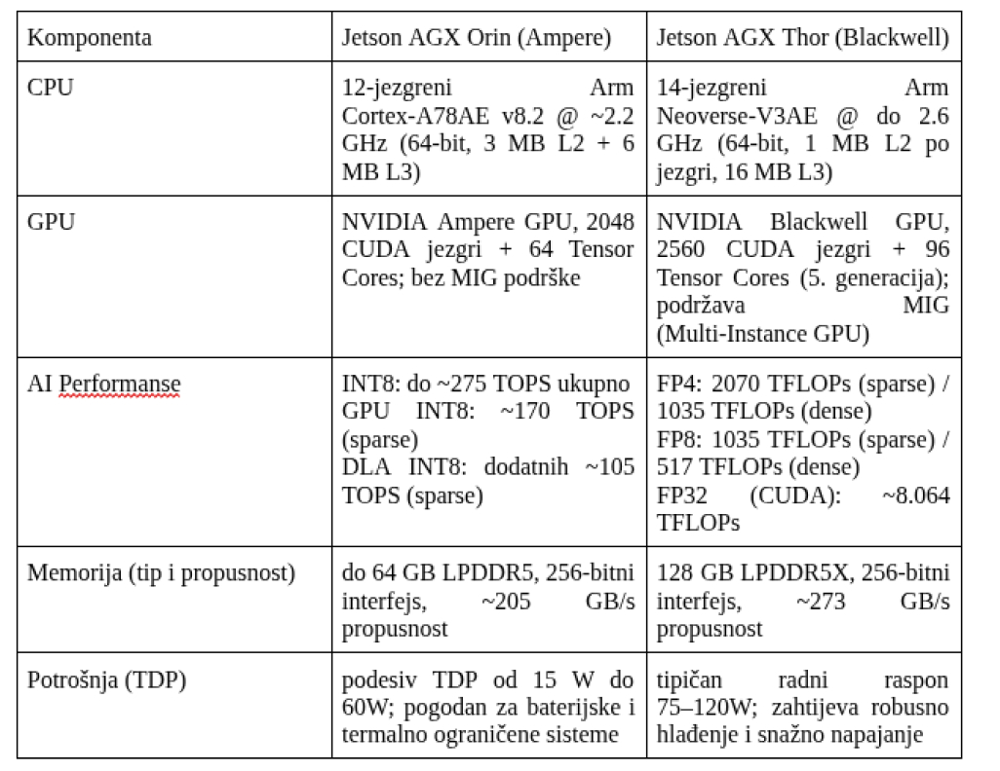 Komponenta
Jetson AGX Orin (Ampere)
Jetson AGX Thor (Blackwell)
CPU
12-jezgreni Arm
Cortex-A78AE v8.2 @ ~2.2
GHz (64-bit, 3 MB L2 + 6
MB L3)
14-jezgreni Arm
Neoverse-V3AE @ do 2.6
GHz (64-bit, 1 MB L2 po
jezgri, 16 MB L3)
GPU
NVIDIA Ampere GPU, 2048
CUDA jezgri + 64 Tensor
Cores; bez MIG podrške
NVIDIA Blackwell GPU,
2560 CUDA jezgri + 96
Tensor Cores (5. generacija);
podržava MIG
(Multi-Instance GPU)
AI Performanse
INT8: do ~275 TOPS ukupno
GPU INT8: ~170 TOPS
(sparse)
DLA INT8: dodatnih ~105
TOPS (sparse)
FP4: 2070 TFLOPs (sparse) /
1035 TFLOPs (dense)
FP8: 1035 TFLOPs (sparse) /
517 TFLOPs (dense)
FP32 (CUDA): ~8.064
TFLOPs
Memorija (tip i propusnost)
do 64 GB LPDDR5, 256-bitni
interfejs, ~205 GB/s
propusnost
128 GB LPDDR5X, 256-bitni
interfejs, ~273 GB/s
propusnost
Potrošnja (TDP)
podesiv TDP od 15 W do
60W; pogodan za baterijske i
termalno ograničene sisteme
tipičan radni raspon
75–120W; zahtijeva robusno
hlađenje i snažno napajanje